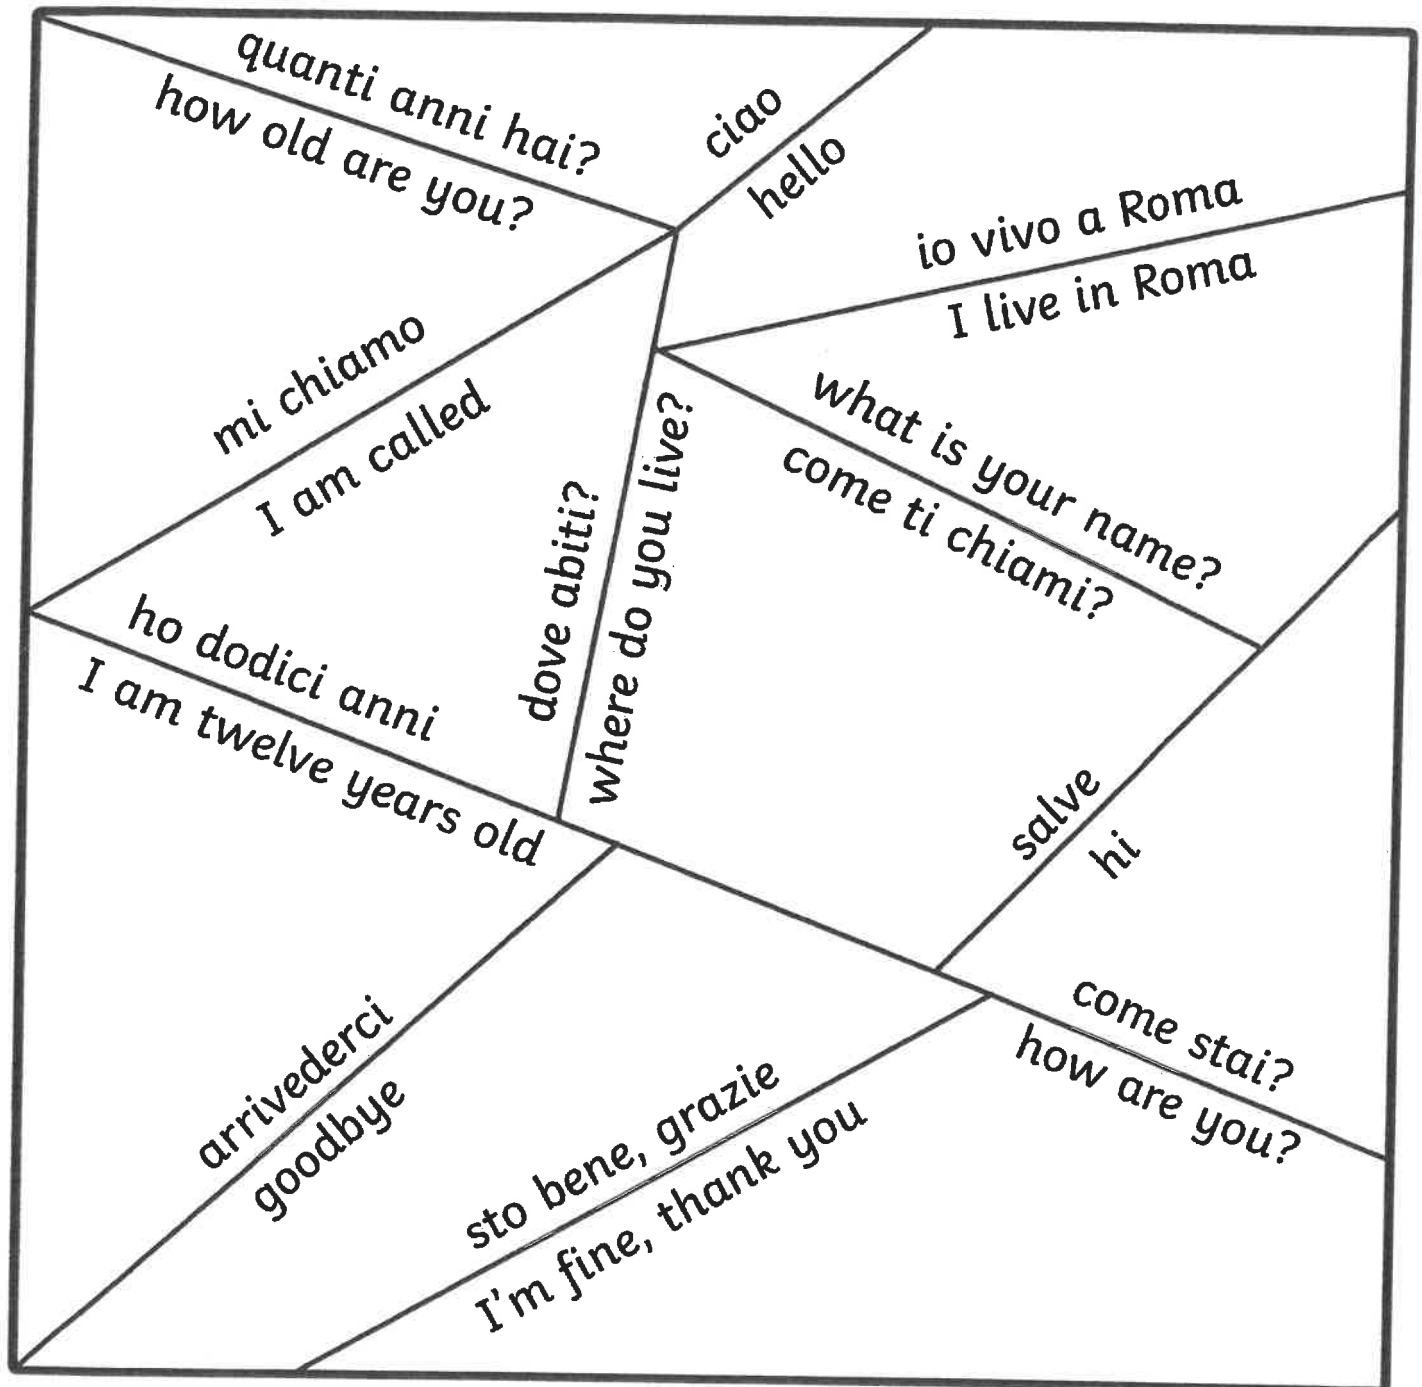 quanti anni hai?
how old are you?
ciao
hello
io vivo a Roma
I live in Roma
mi chiamo
I am called
what is your name?
come ti chiami?
dove abiti?
where do you live?
ho dodici anni
I am twelve years old
salve
hi
come stai?
how are you?
arrivederci
goodbye
sto bene, grazie
I'm fine, thank you